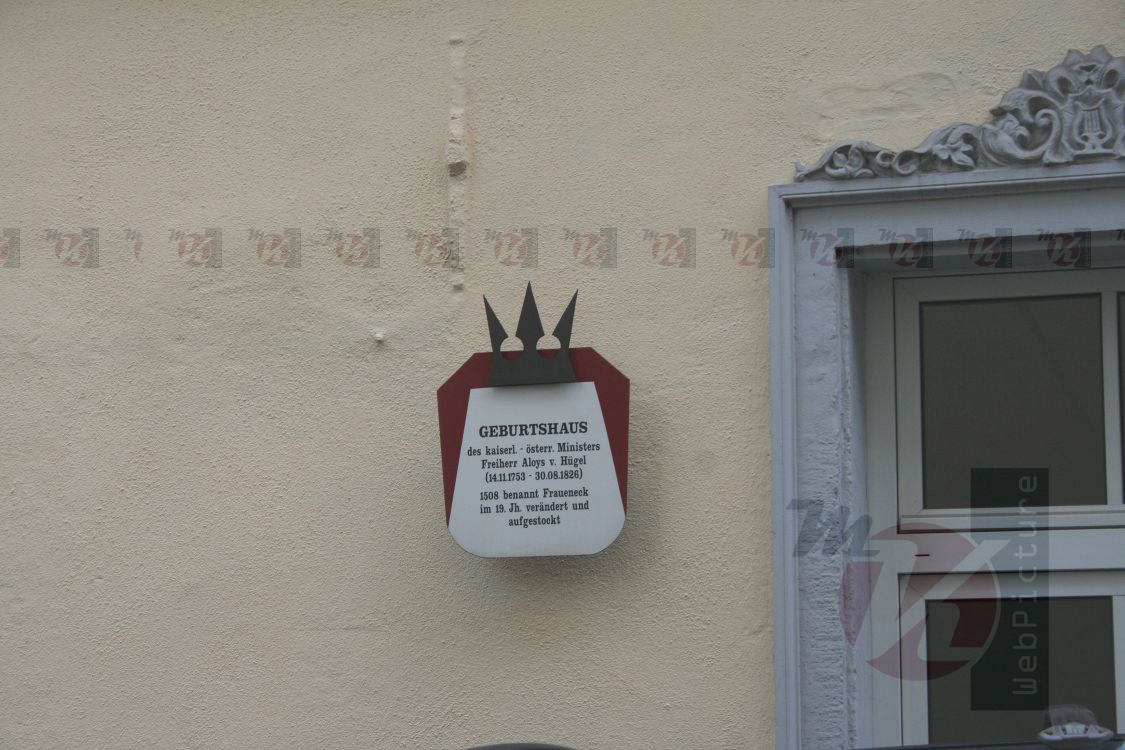 GEBURTSHAUS
des kaiserl. - österr. Ministers
Freiherr Aloys v. Hügel
(14.11.1753 - 30.08.1826)
1508 benannt Fraueneck
im 19. Jh. verändert und
aufgestockt
WebPicture